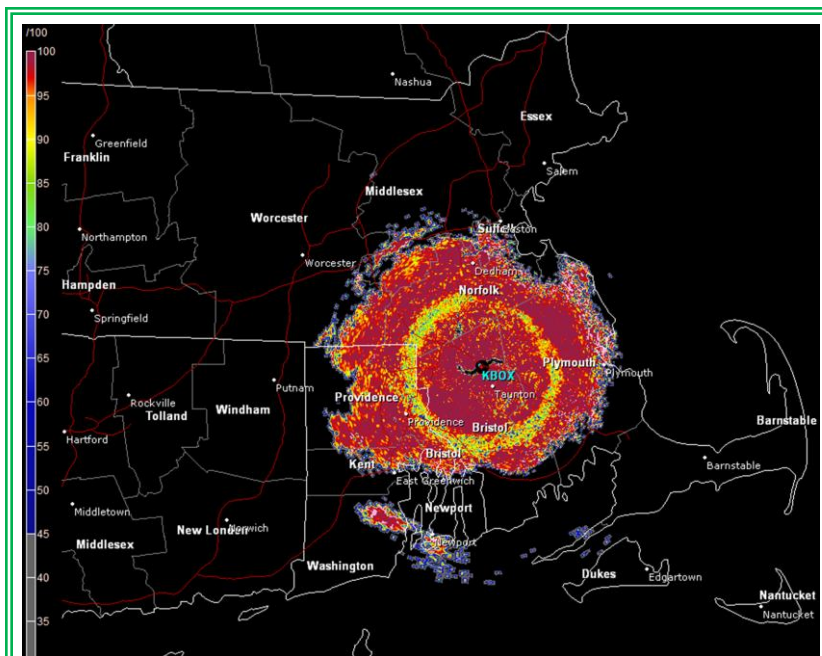 /100
100
Nashua
95
Essex
Greenfield
90
Franklin
Salem
85
Middlesex
Worcester
80
Northampton
Suffolk
Boston
Worcester
75
Dedham
Hampden
Norfolk
70
Springfield
65
Plymouth
KBOX
Plymouth
Putnam
Taunton
60
Rockville
Providence
Tolland
Windham
Providence
Barnstable
55
Hartford
Bristol
Bristol
Kent
Barnstable
50
East Greenwich
Middletown
Newport
45
New London
Norwich
Middlesex
Newport
40
Washington
Dukes
Edgartown
Nantucket
35
Nantucket